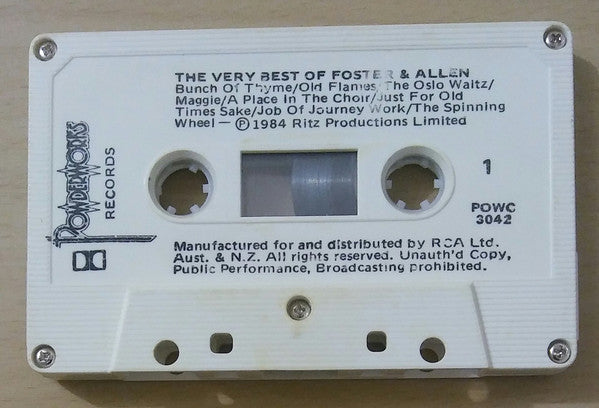 THE VERY BEST OF FOSTER & ALLEN
Bunch Of Thyme/Old Flames/The Oslo Waltz/
Maggie/A Place In The Choir/Just For Old
Times Sake/Job Of Journey Work/The Spinning
Wheel — ℗ 1984 Ritz Productions Limited
POWDERWORKS
RECORDS
1
POWC
3042
Manufactured for and distributed by RCA Ltd.
Aust. & N.Z. All rights reserved. Unauth'd Copy,
Public Performance, Broadcasting prohibited.